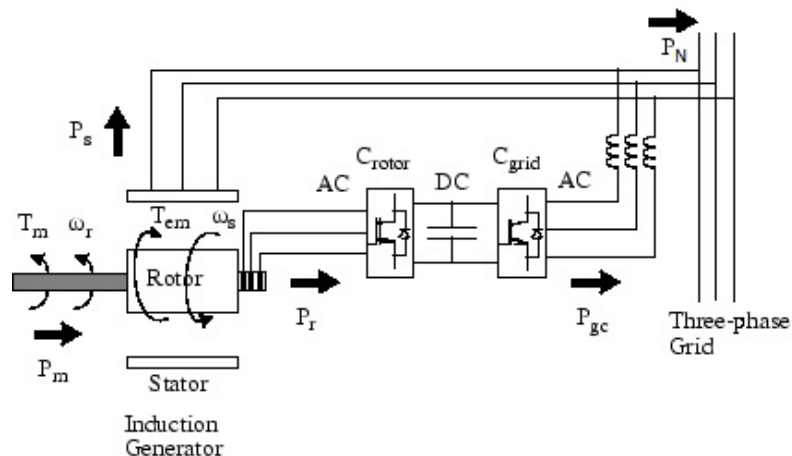 P_N
P_s
C_rotor
C_grid
AC
DC
AC
T_m
ω_r
T_em
ω_s
Rotor
P_r
P_gc
P_m
Three-phase
Grid
Stator
Induction
Generator